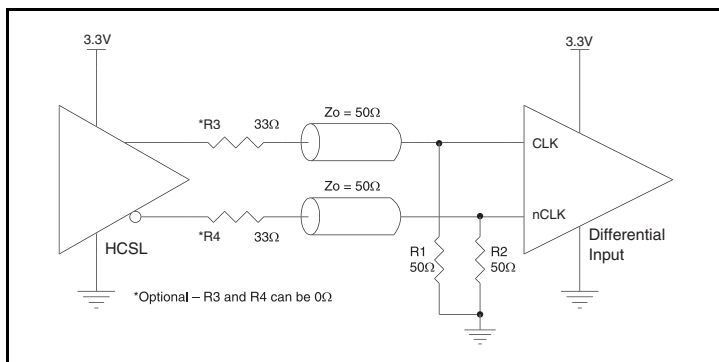 3.3V
3.3V
*R3 33Ω
Zo = 50Ω
CLK
Zo = 50Ω
nCLK
HCSL
*R4 33Ω
R1
50Ω
R2
50Ω
Differential
Input
*Optional – R3 and R4 can be 0Ω